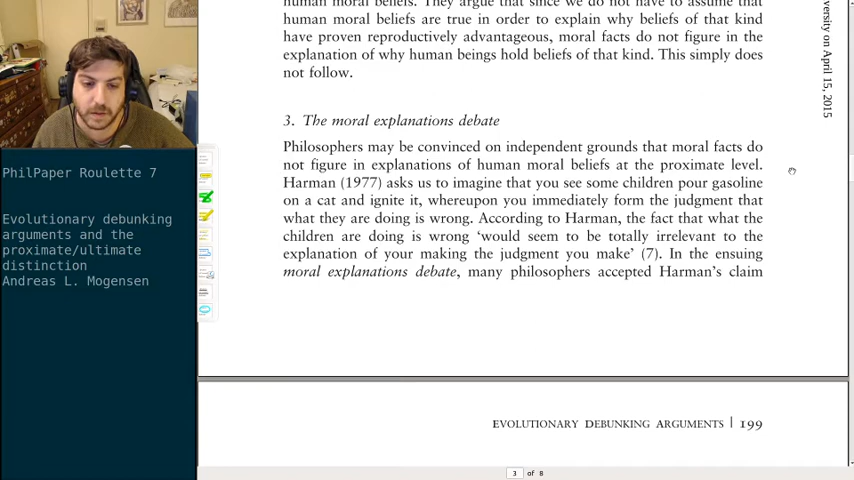 human moral beliefs. They argue that since we do not have to assume that
human moral beliefs are true in order to explain why beliefs of that kind
have proven reproductively advantageous, moral facts do not figure in the
explanation of why human beings hold beliefs of that kind. This simply does
not follow.
3. The moral explanations debate
Philosophers may be convinced on independent grounds that moral facts do
not figure in explanations of human moral beliefs at the proximate level.
Harman (1977) asks us to imagine that you see some children pour gasoline
on a cat and ignite it, whereupon you immediately form the judgment that
what they are doing is wrong. According to Harman, the fact that what the
children are doing is wrong ‘would seem to be totally irrelevant to the
explanation of your making the judgment you make’ (7). In the ensuing
moral explanations debate, many philosophers accepted Harman’s claim
EVOLUTIONARY DEBUNKING ARGUMENTS | 199
3 of 8
versity on April 15, 2015
PhilPaper Roulette 7
Evolutionary debunking
arguments and the
proximate/ultimate
distinction
Andreas L. Mogensen